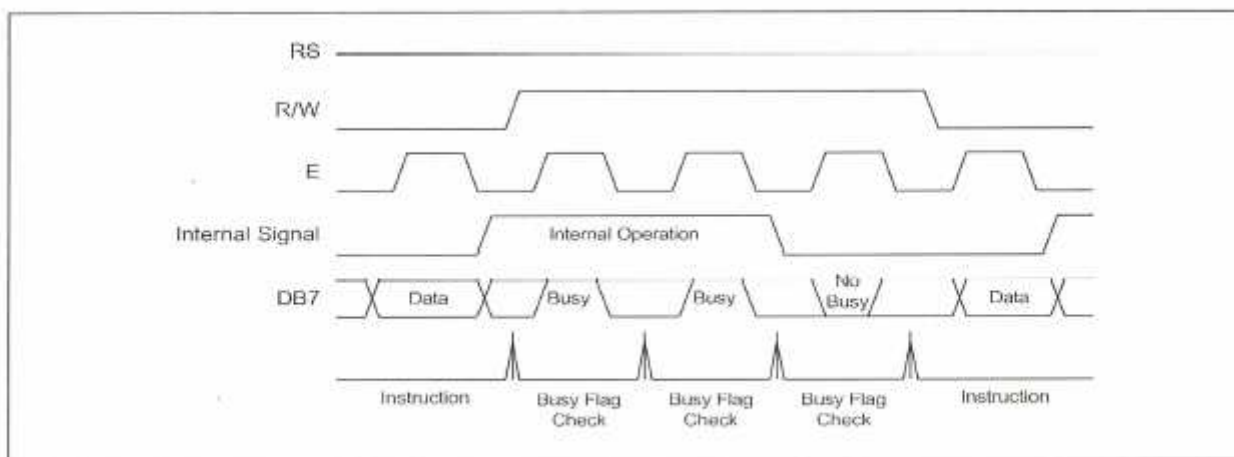 RS
R/W
E
Internal Signal
Internal Operation
DB7
Data
Busy
Busy
No
Busy
Data
Instruction
Busy Flag
Check
Busy Flag
Check
Busy Flag
Check
Instruction